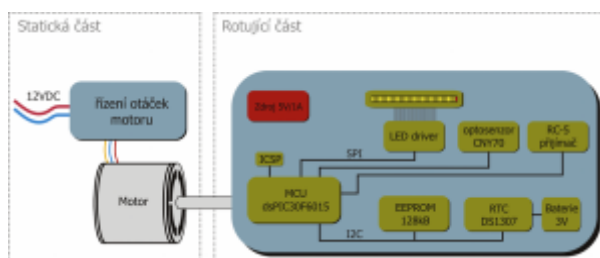 Statická část
Rotující část
12VDC
řízení otáček
motoru
Motor
Zdroj 5V/1A
LED driver
optosenzor
CNY70
RC-5
přijímač
SPI
ICSP
MCU
dsPIC30F6015
EEPROM
128kB
RTC
DS1307
Baterie
3V
I2C